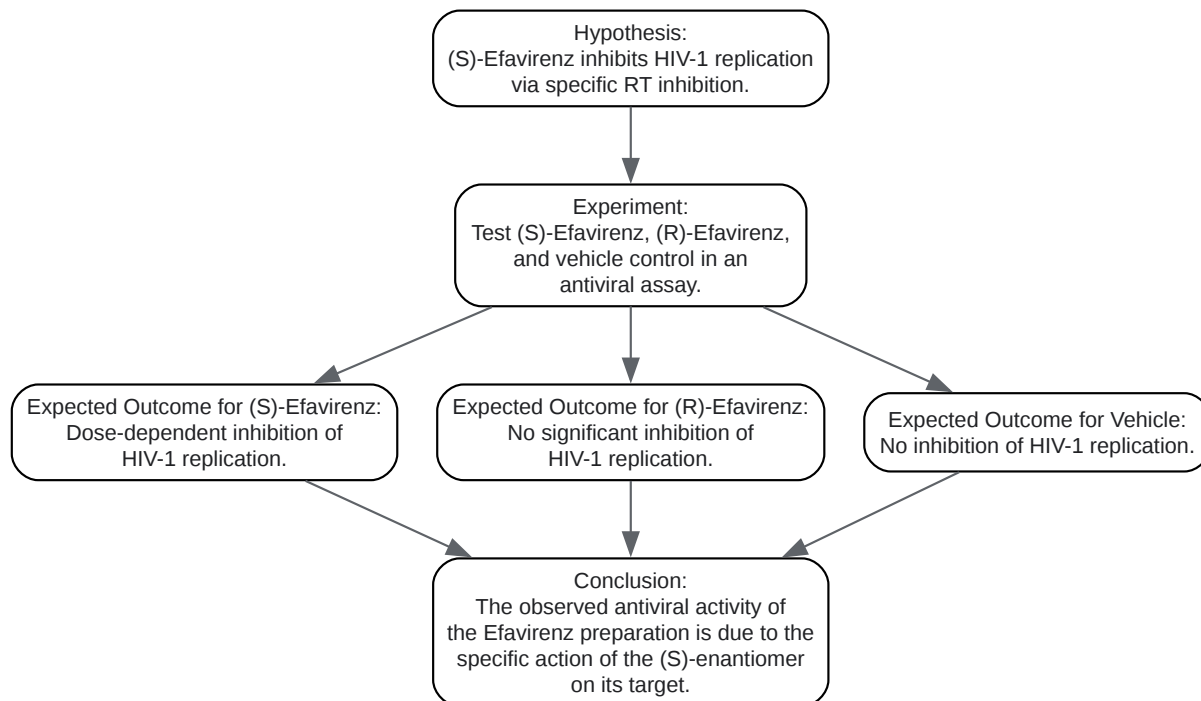 Hypothesis:
(S)-Efavirenz inhibits HIV-1 replication
via specific RT inhibition.
Experiment:
Test (S)-Efavirenz, (R)-Efavirenz,
and vehicle control in an
antiviral assay.
Expected Outcome for (S)-Efavirenz:
Dose-dependent inhibition of
HIV-1 replication.
Expected Outcome for (R)-Efavirenz:
No significant inhibition of
HIV-1 replication.
Expected Outcome for Vehicle:
No inhibition of HIV-1 replication.
Conclusion:
The observed antiviral activity of
the Efavirenz preparation is due to the
specific action of the (S)-enantiomer
on its target.